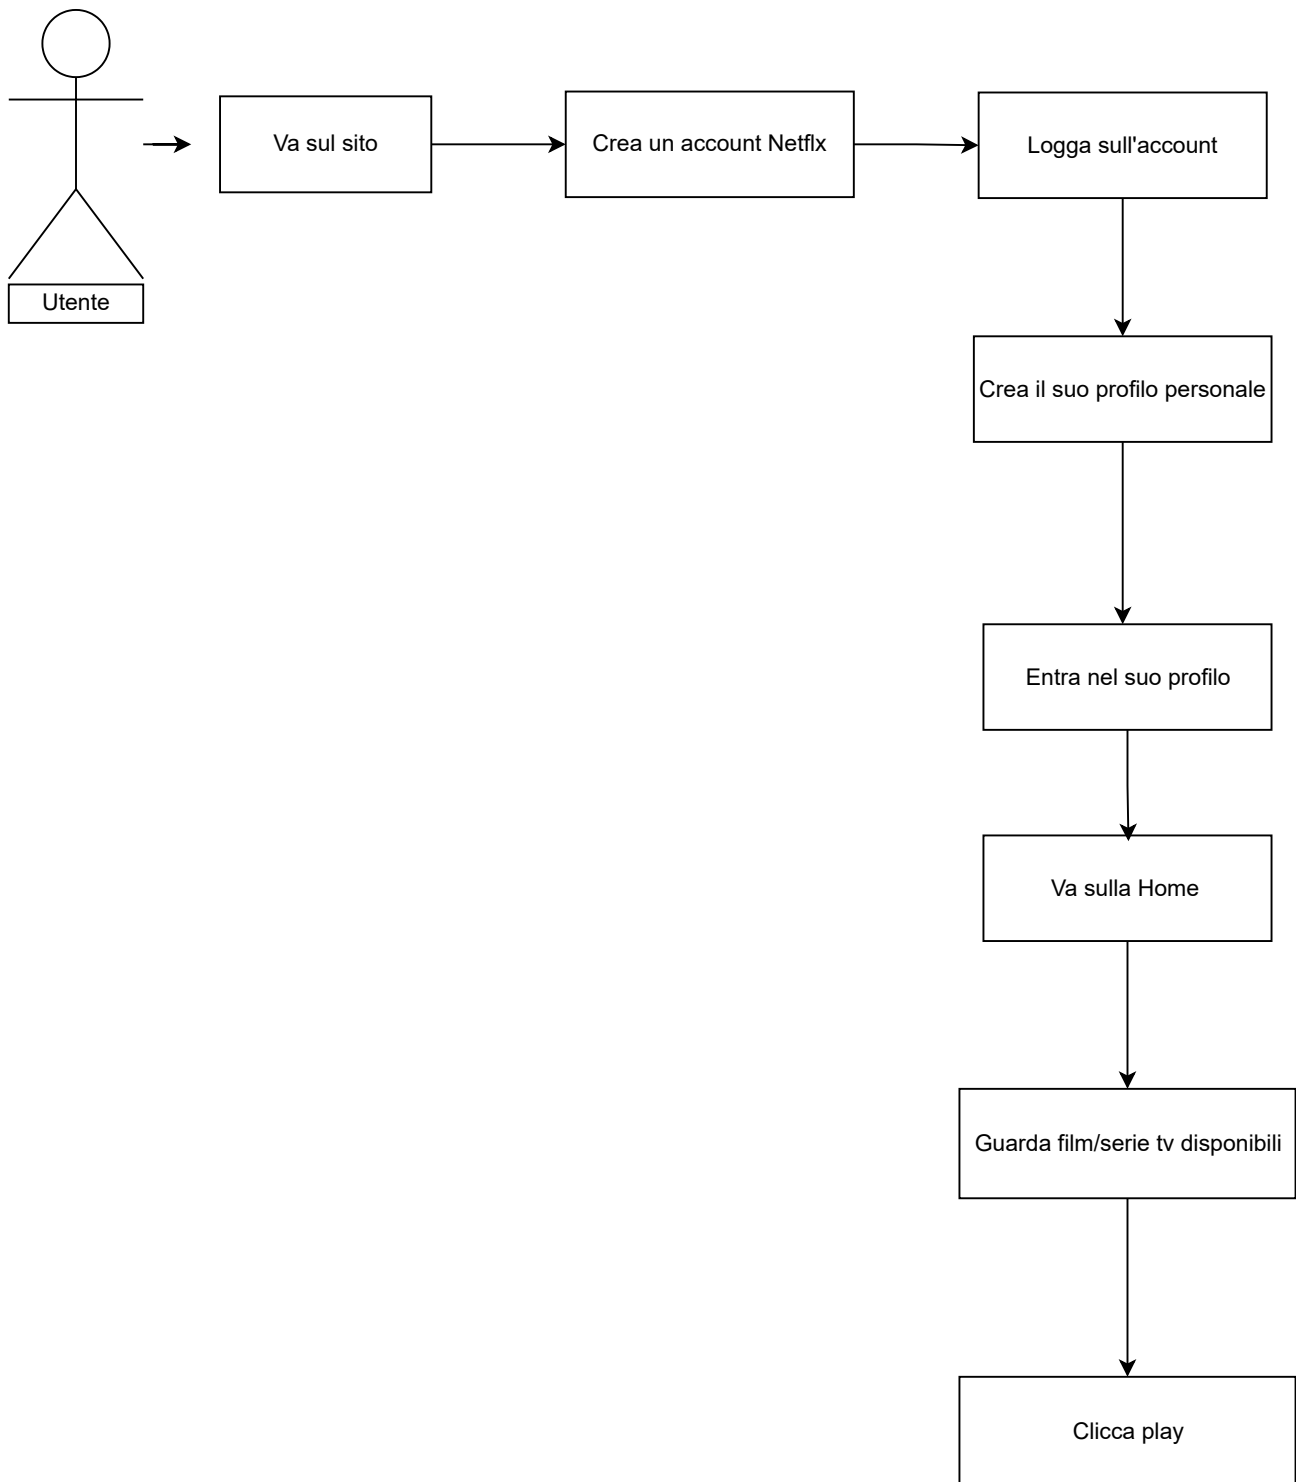 Va sul sito
Crea un account Netflx
Logga sull'account
Utente
Crea il suo profilo personale
Entra nel suo profilo
Va sulla Home
Guarda film/serie tv disponibili
Clicca play